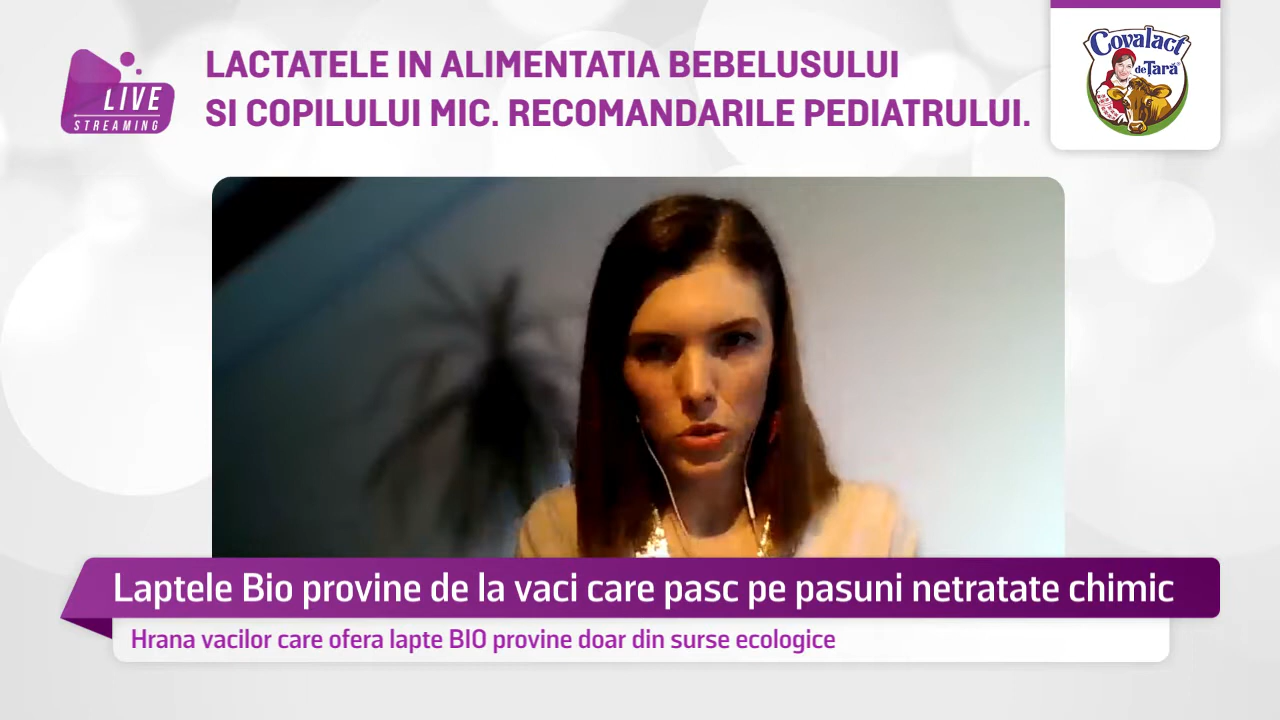 LIVE
STREAMING
LACTATELE IN ALIMENTATIA BEBELUSULUI
SI COPILULUI MIC. RECOMANDARILE PEDIATRULUI.
Covalact
de Țară
Laptele Bio provine de la vaci care pasc pe pasuni netratate chimic
Hrana vacilor care ofera lapte BIO provine doar din surse ecologice